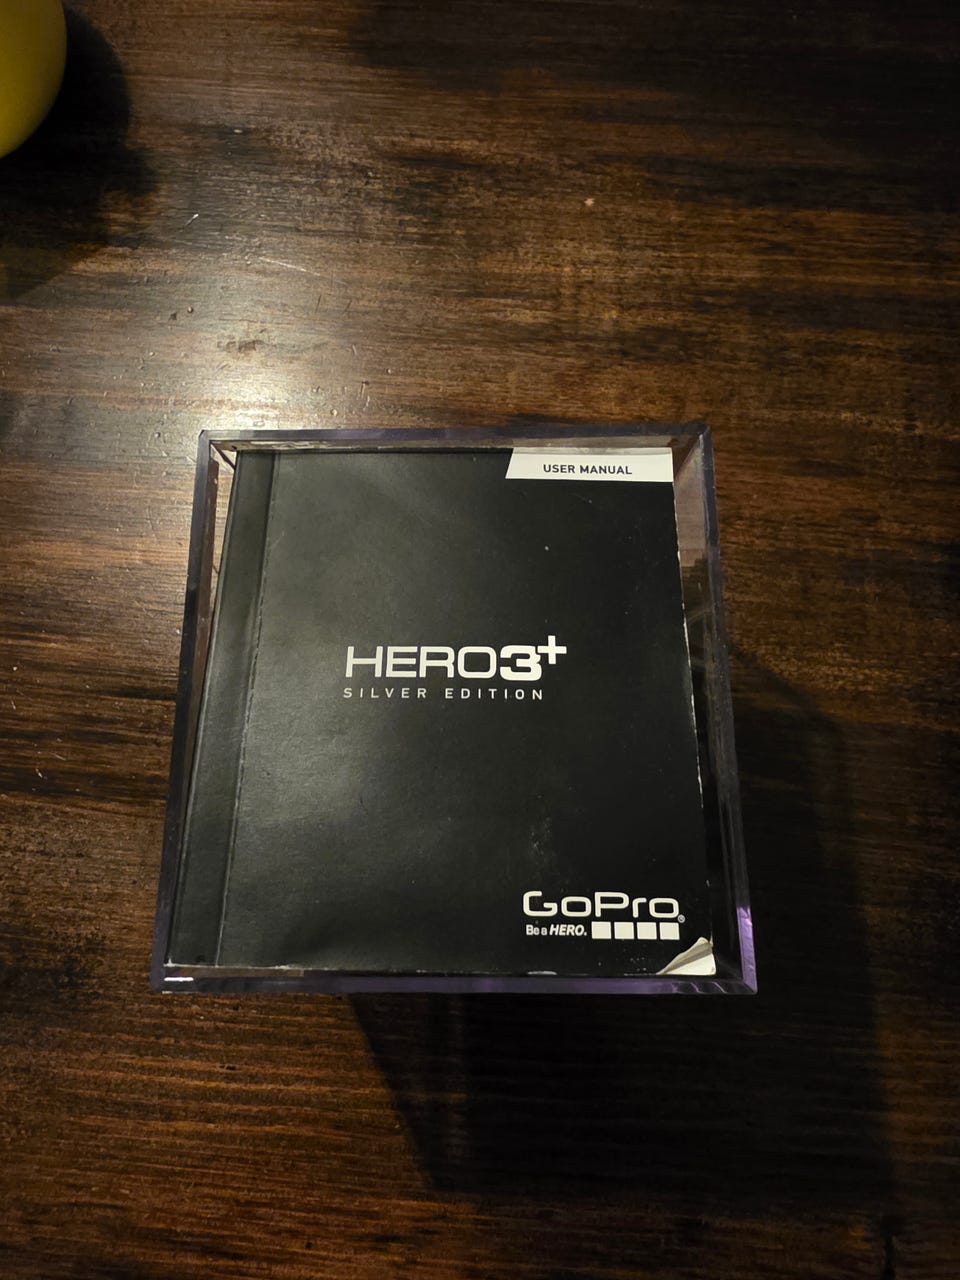 USER MANUAL
HERO3+
SILVER EDITION
GoPro®
Be a HERO.